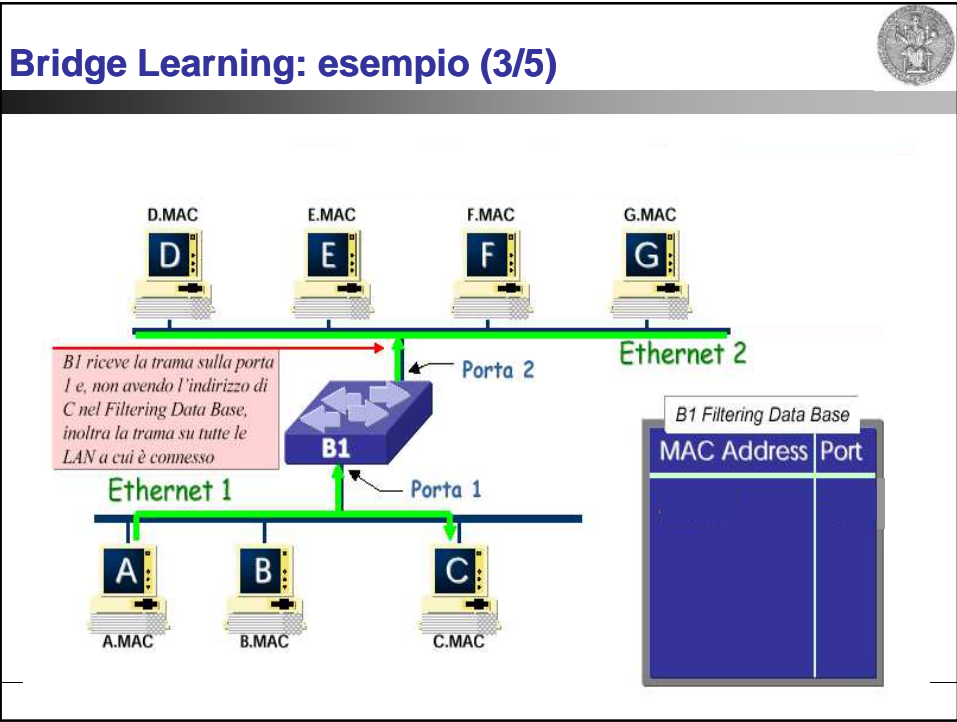 Bridge Learning: esempio (3/5)
D.MAC
E.MAC
F.MAC
G.MAC
D
E
F
G
B1 riceve la trama sulla porta
1 e, non avendo l'indirizzo di
C nel Filtering Data Base,
inoltra la trama su tutte le
LAN a cui è connesso
Porta 2
Ethernet 2
B1
Ethernet 1
Porta 1
B1 Filtering Data Base
MAC Address
Port
A
B
C
A.MAC
B.MAC
C.MAC